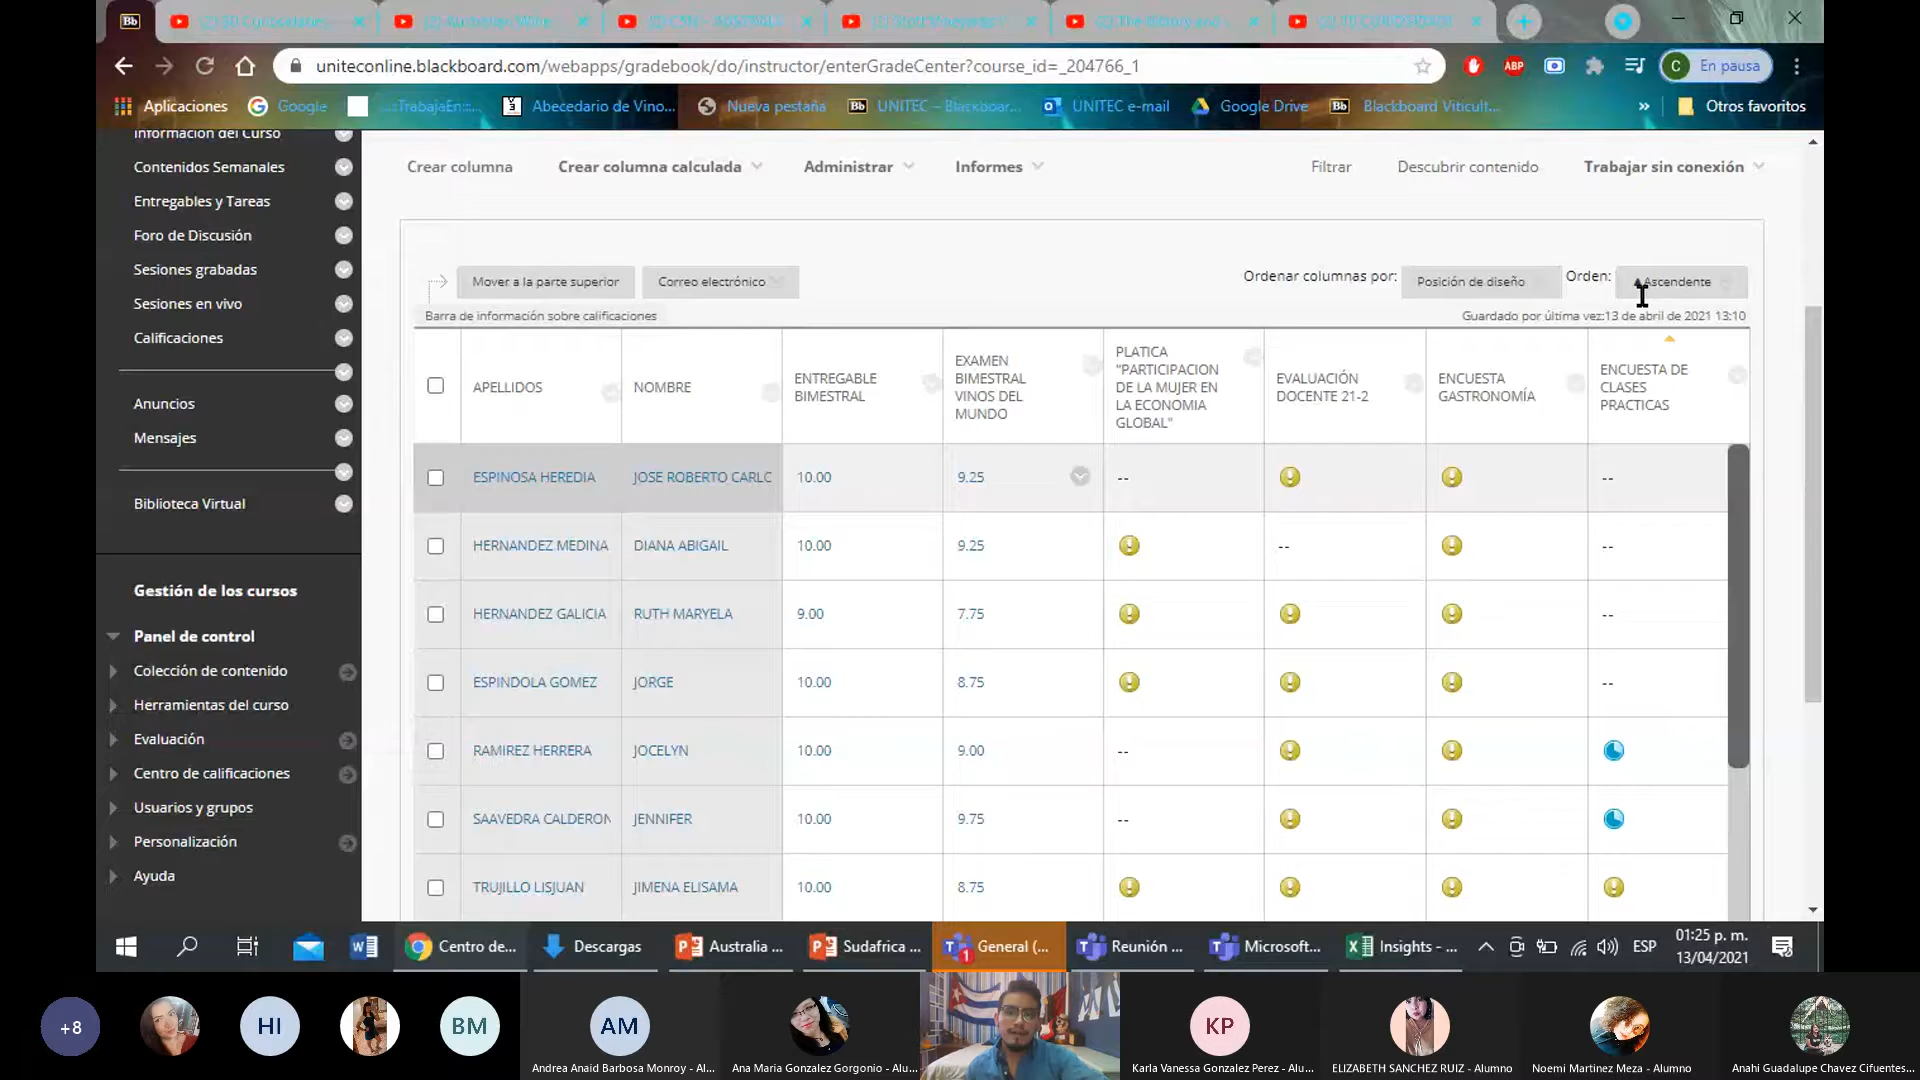 uniteconline.blackboard.com/webapps/gradebook/do/instructor/enterGradeCenter?course_id=_204766_1
ABP
C En pausa
Aplicaciones
Google
Abecedario de Vino...
Nueva pestaña
Bb UNITEC – Blackboar...
UNITEC e-mail
Google Drive
Bb Blackboard Viticult...
»
Otros favoritos
Información del Curso
Contenidos Semanales
Entregables y Tareas
Foro de Discusión
Sesiones grabadas
Sesiones en vivo
Calificaciones
Anuncios
Mensajes
Biblioteca Virtual
Gestión de los cursos
Panel de control
Colección de contenido
Herramientas del curso
Evaluación
Centro de calificaciones
Usuarios y grupos
Personalización
Ayuda
Crear columna
Crear columna calculada
Administrar
Informes
Filtrar
Descubrir contenido
Trabajar sin conexión
Mover a la parte superior
Correo electrónico
Ordenar columnas por:
Posición de diseño
Orden:
Ascendente
Barra de información sobre calificaciones
Guardado por última vez:13 de abril de 2021 13:10
APELLIDOS
NOMBRE
ENTREGABLE
BIMESTRAL
EXAMEN
BIMESTRAL
VINOS DEL
MUNDO
PLATICA
"PARTICIPACION
DE LA MUJER EN
LA ECONOMIA
GLOBAL"
EVALUACIÓN
DOCENTE 21-2
ENCUESTA
GASTRONOMÍA
ENCUESTA DE
CLASES
PRACTICAS
ESPINOSA HEREDIA JOSE ROBERTO CARLC 10.00 9.25 -- --
HERNANDEZ MEDINA DIANA ABIGAIL 10.00 9.25 -- --
HERNANDEZ GALICIA RUTH MARYELA 9.00 7.75 --
ESPINDOLA GOMEZ JORGE 10.00 8.75 --
RAMIREZ HERRERA JOCELYN 10.00 9.00 --
SAAVEDRA CALDERON JENNIFER 10.00 9.75 --
TRUJILLO LISJUAN JIMENA ELISAMA 10.00 8.75
Centro de...
Descargas
Australia ...
Sudafrica ...
General (...
Reunión ...
Microsoft...
Insights - ...
ESP
01:25 p. m.
13/04/2021
+8
HI
BM
AM
KP
Andrea Anaid Barbosa Monroy - Al...
Ana Maria Gonzalez Gorgonio - Alu...
Karla Vanessa Gonzalez Perez - Alu...
ELIZABETH SANCHEZ RUIZ - Alumno
Noemi Martinez Meza - Alumno
Anahi Guadalupe Chavez Cifuentes...